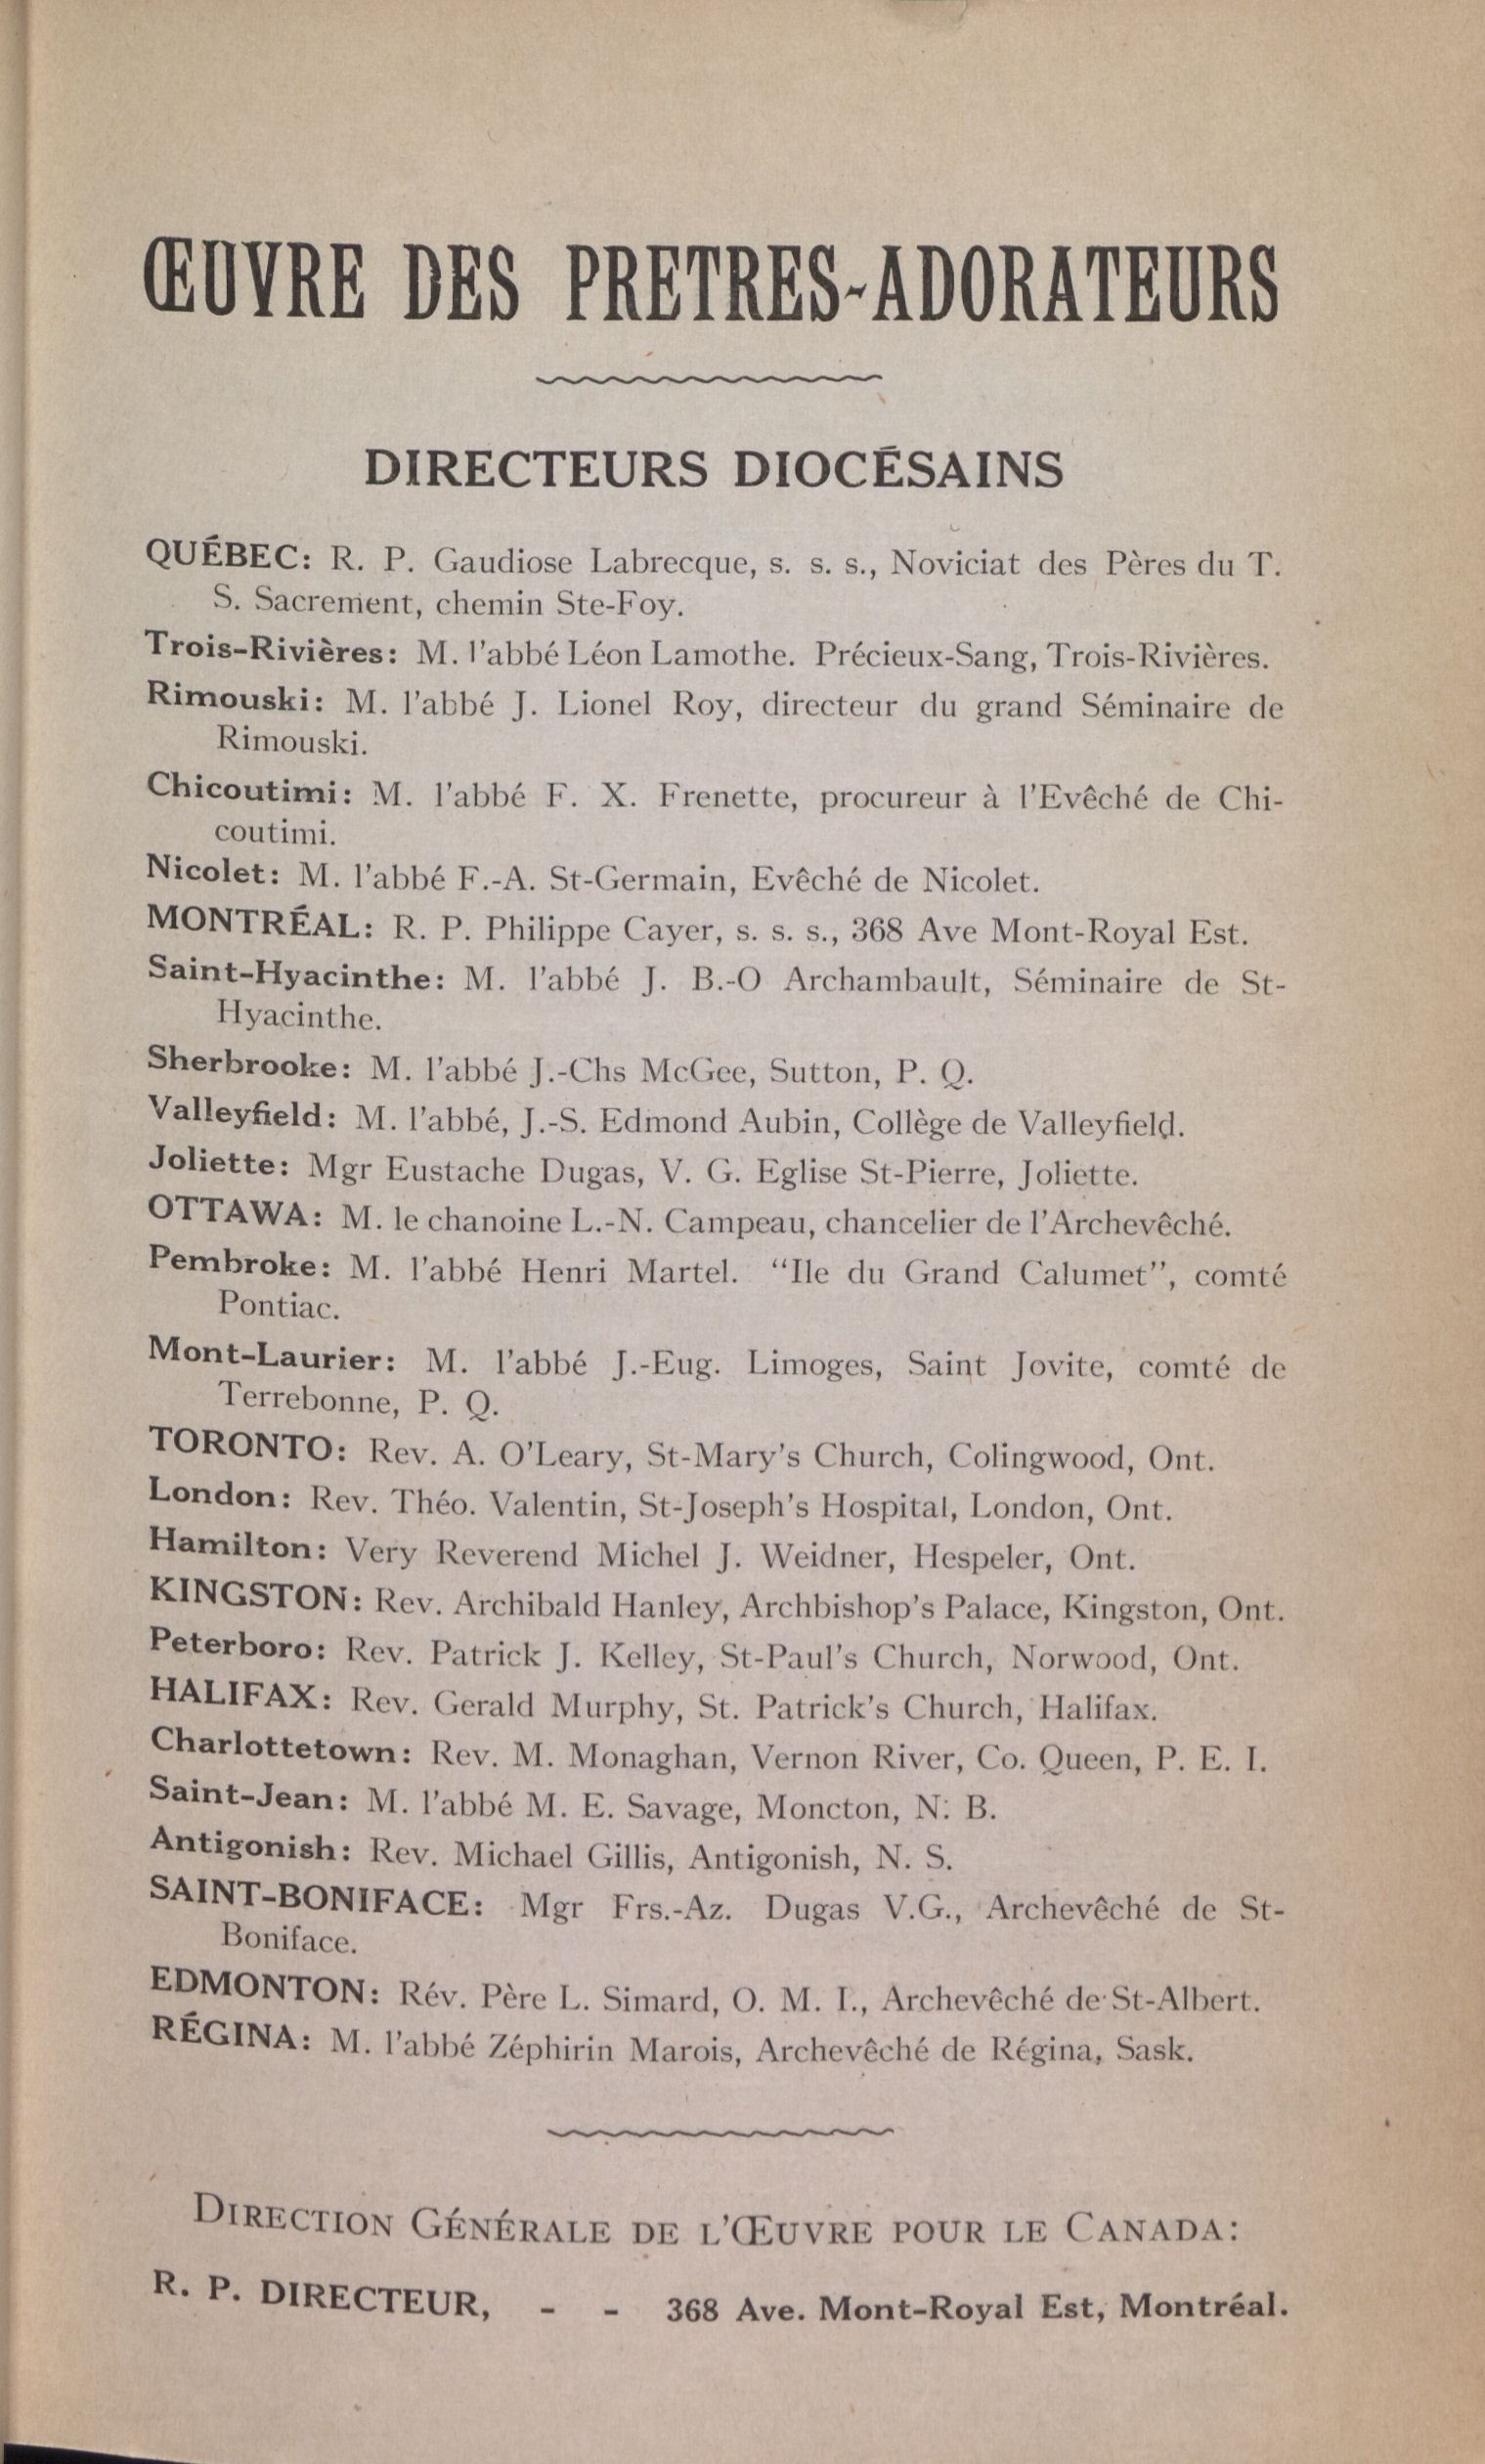 ŒUVRE DES PRETRES-ADORATEURS
DIRECTEURS DIOCÉSAINS
QUÉBEC: R. P. Gaudiose Labrecque, s. s. s., Noviciat des Pères du T.
S. Sacrement, chemin Ste-Foy.
Trois-Rivières: M. l'abbé Léon Lamothe. Précieux-Sang, Trois-Rivières.
Rimouski: M. l'abbé J. Lionel Roy, directeur du grand Séminaire de
Rimouski.
Chicoutimi: M. l'abbé F. X. Frenette, procureur à l'Evêché de Chi-
coutimi.
Nicolet: M. l'abbé F.-A. St-Germain, Evêché de Nicolet.
MONTRÉAL: R. P. Philippe Cayer, s. s. s., 368 Ave Mont-Royal Est.
Saint-Hyacinthe: M. l'abbé J. B.-O Archambault, Séminaire de St-
Hyacinthe.
Sherbrooke: M. l'abbé J.-Chs McGee, Sutton, P. Q.
Valleyfield: M. l'abbé, J.-S. Edmond Aubin, Collège de Valleyfield.
Joliette: Mgr Eustache Dugas, V. G. Eglise St-Pierre, Joliette.
OTTAWA: M. le chanoine L.-N. Campeau, chancelier de l'Archevêché.
Pembroke: M. l'abbé Henri Martel. "Ile du Grand Calumet", comté
Pontiac.
Mont-Laurier: M. l'abbé J.-Eug. Limoges, Saint Jovite, comté de
Terrebonne, P. Q.
TORONTO: Rev. A. O'Leary, St-Mary's Church, Colingwood, Ont.
London: Rev. Théo. Valentin, St-Joseph's Hospital, London, Ont.
Hamilton: Very Reverend Michel J. Weidner, Hespeler, Ont.
KINGSTON: Rev. Archibald Hanley, Archbishop's Palace, Kingston, Ont.
Peterboro: Rev. Patrick J. Kelley, St-Paul's Church, Norwood, Ont.
HALIFAX: Rev. Gerald Murphy, St. Patrick's Church, Halifax.
Charlottetown: Rev. M. Monaghan, Vernon River, Co. Queen, P. E. I.
Saint-Jean: M. l'abbé M. E. Savage, Moncton, N. B.
Antigonish: Rev. Michael Gillis, Antigonish, N. S.
SAINT-BONIFACE: Mgr Frs.-Az. Dugas V.G., Archevêché de St-
Boniface.
EDMONTON: Rév. Père L. Simard, O. M. I., Archevêché de St-Albert.
RÉGINA: M. l'abbé Zéphirin Marois, Archevêché de Régina, Sask.
DIRECTION GÉNÉRALE DE L'ŒUVRE POUR LE CANADA:
R. P. DIRECTEUR, - - 368 Ave. Mont-Royal Est, Montréal.